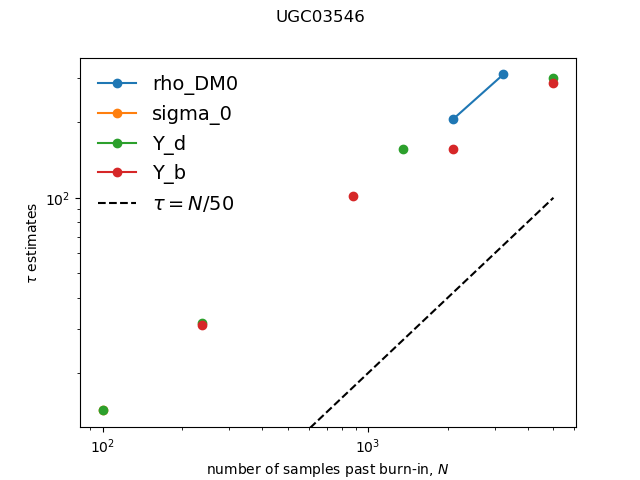 UGC03546
rho_DM0
sigma_0
Y_d
Y_b
τ = N/50
10²
τ estimates
10² 10³
number of samples past burn-in, N